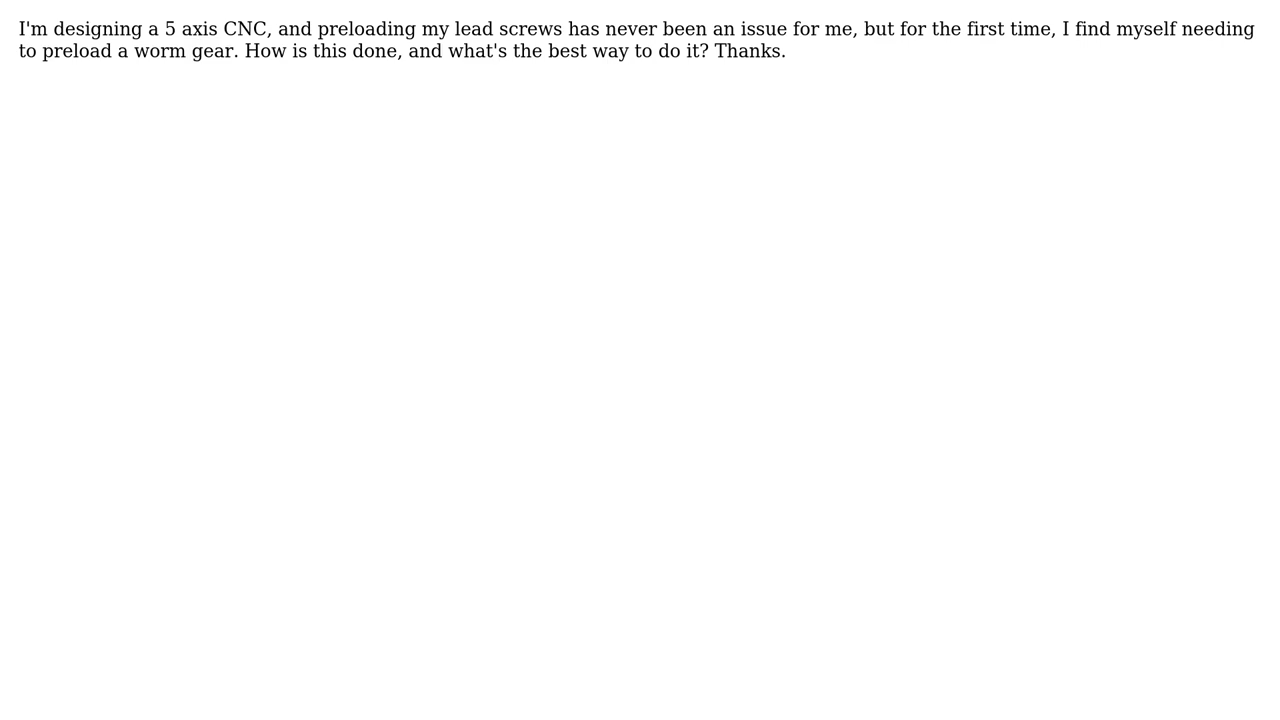 I'm designing a 5 axis CNC, and preloading my lead screws has never been an issue for me, but for the first time, I find myself needing
to preload a worm gear. How is this done, and what's the best way to do it? Thanks.